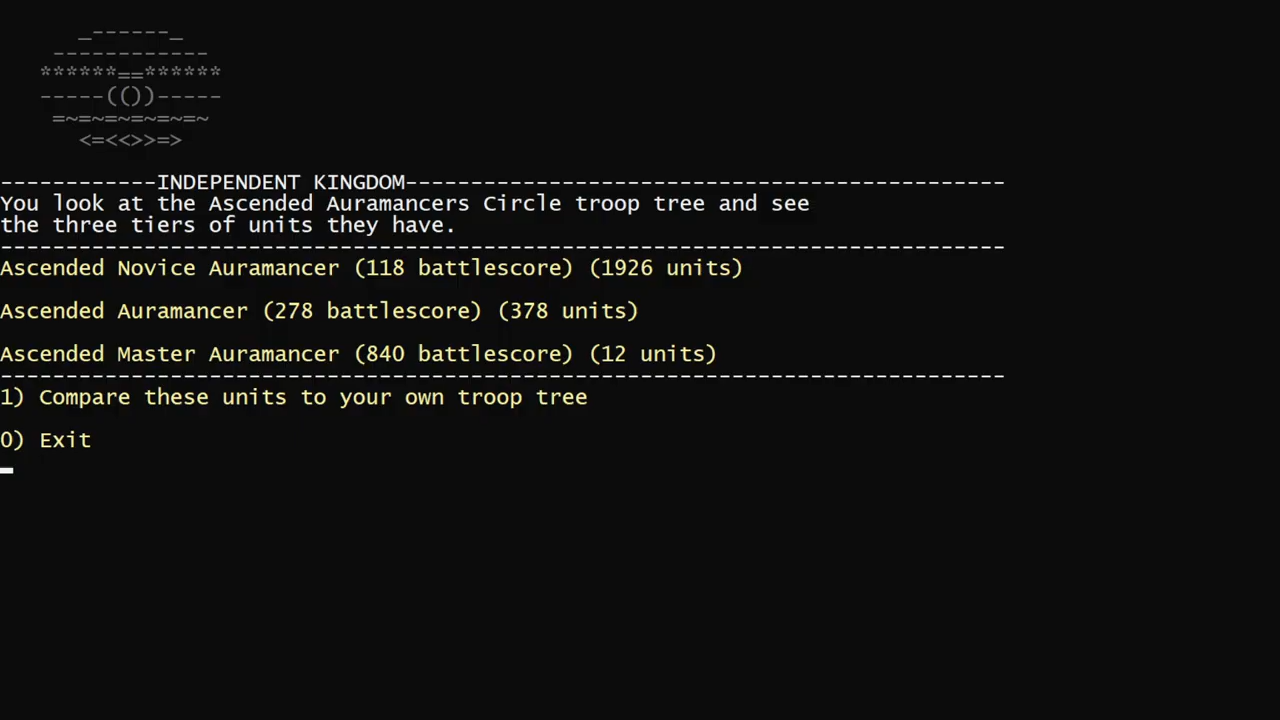 _------_
------------
******==******
-----(())-----
=~=~=~=~=~=~
<=<<>>=>
------------INDEPENDENT KINGDOM----------------------------------------------
You look at the Ascended Auramancers Circle troop tree and see
the three tiers of units they have.
-----------------------------------------------------------------------------
Ascended Novice Auramancer (118 battlescore) (1926 units)
Ascended Auramancer (278 battlescore) (378 units)
Ascended Master Auramancer (840 battlescore) (12 units)
-----------------------------------------------------------------------------
1) Compare these units to your own troop tree
0) Exit